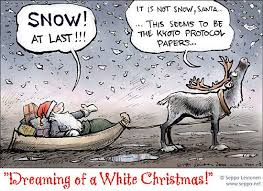 SNOW!
AT LAST!!!
IT IS NOT SNOW, SANTA...
... THIS SEEMS TO BE
THE KYOTO PROTOCOL
PAPERS...
"Dreaming of a White Christmas!"
© Seppo Leinonen
www.seppo.net